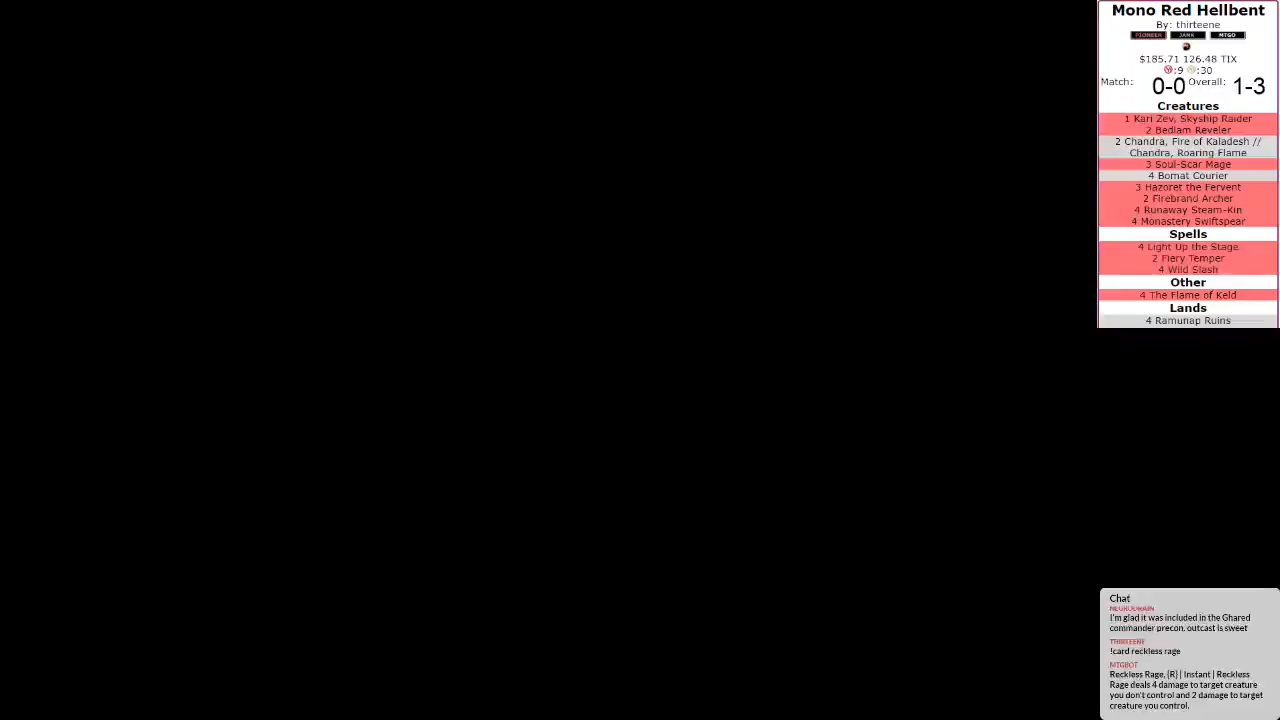 Mono Red Hellbent
By: thirteene
PIONEER JANK MTGO
$185.71 126.48 TIX
:9 :30
Match: 0-0 Overall: 1-3
Creatures
1 Kari Zev, Skyship Raider
2 Bedlam Reveler
2 Chandra, Fire of Kaladesh //
Chandra, Roaring Flame
3 Soul-Scar Mage
4 Bomat Courier
3 Hazoret the Fervent
2 Firebrand Archer
4 Runaway Steam-Kin
4 Monastery Swiftspear
Spells
4 Light Up the Stage
2 Fiery Temper
4 Wild Slash
Other
4 The Flame of Keld
Lands
4 Ramunap Ruins
Chat
NEURODRAIN
I'm glad it was included in the Ghared
commander precon. outcast is sweet
THIRTEENE
!card reckless rage
MTGBOT
Reckless Rage, {R} | Instant | Reckless
Rage deals 4 damage to target creature
you don't control and 2 damage to target
creature you control.